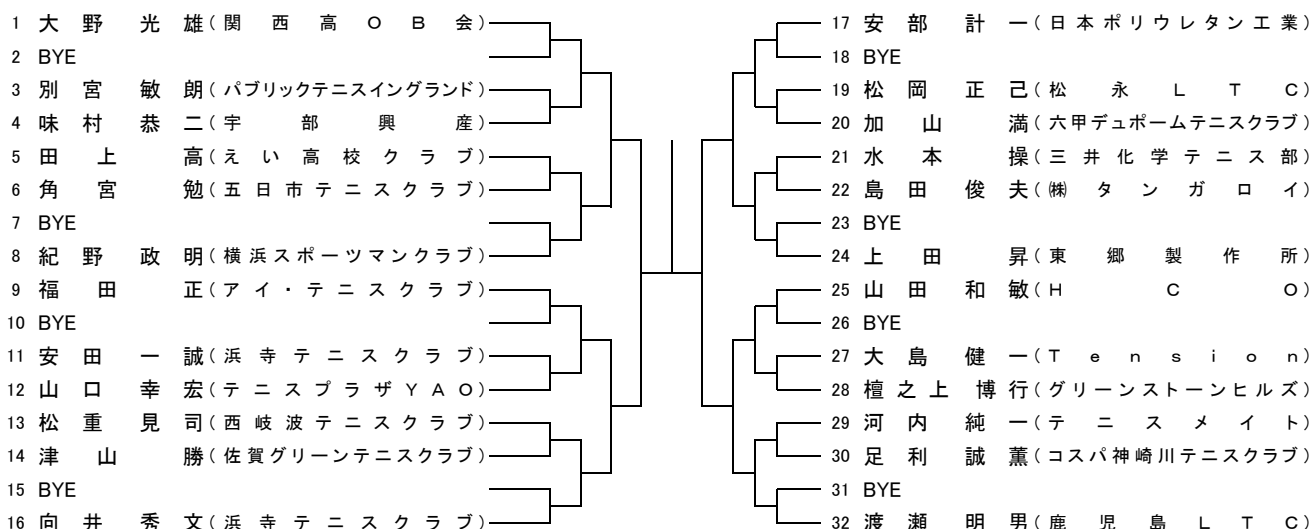 1 大野 光雄(関西高OB会)
2 BYE
3 別宮 敏朗(パブリックテニスイングランド)
4 味村 恭二(宇部興産)
5 田上 高(えい高校クラブ)
6 角宮 勉(五日市テニスクラブ)
7 BYE
8 紀野 政明(横浜スポーツマンクラブ)
9 福田 正(アイ・テニスクラブ)
10 BYE
11 安田 一誠(浜寺テニスクラブ)
12 山口 幸宏(テニスプラザYAO)
13 松重 見司(西岐波テニスクラブ)
14 津山 勝(佐賀グリーンテニスクラブ)
15 BYE
16 向井 秀文(浜寺テニスクラブ)
17 安部 計一(日本ポリウレタン工業)
18 BYE
19 松岡 正己(松永LTC)
20 加山 満(六甲デュポームテニスクラブ)
21 水本 操(三井化学テニス部)
22 島田 俊夫(㈱タンガロイ)
23 BYE
24 上田 昇(東郷製作所)
25 山田 和敏(HCO)
26 BYE
27 大島 健一(Tension)
28 檀之上 博行(グリーンストーンヒルズ)
29 河内 純一(テニスメイト)
30 足利 誠薫(コスパ神崎川テニスクラブ)
31 BYE
32 渡瀬 明男(鹿児島LTC)